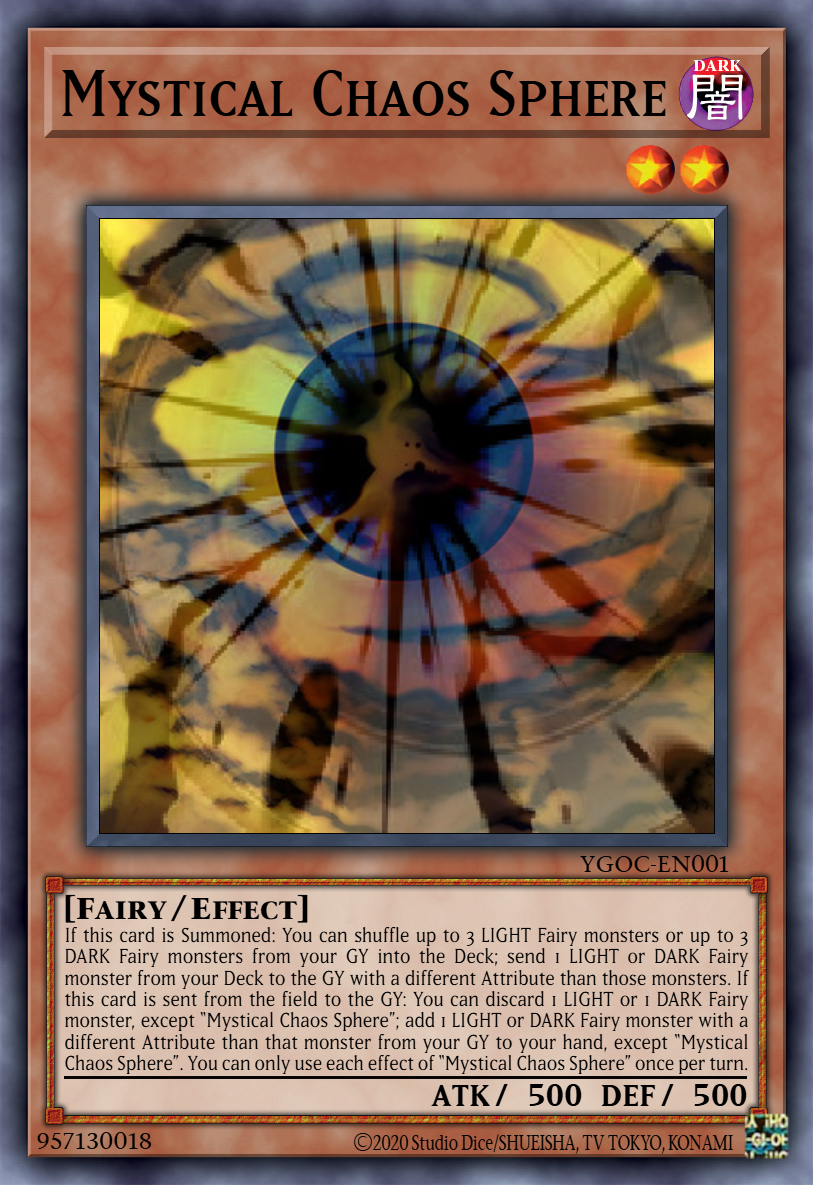 Mystical Chaos Sphere
DARK
闇
YGOC-EN001
[Fairy/Effect]
If this card is Summoned: You can shuffle up to 3 LIGHT Fairy monsters or up to 3
DARK Fairy monsters from your GY into the Deck; send 1 LIGHT or DARK Fairy
monster from your Deck to the GY with a different Attribute than those monsters. If
this card is sent from the field to the GY: You can discard 1 LIGHT or 1 DARK Fairy
monster, except "Mystical Chaos Sphere"; add 1 LIGHT or DARK Fairy monster with a
different Attribute than that monster from your GY to your hand, except "Mystical
Chaos Sphere". You can only use each effect of "Mystical Chaos Sphere" once per turn.
ATK/ 500 DEF/ 500
957130018
©2020 Studio Dice/SHUEISHA, TV TOKYO, KONAMI